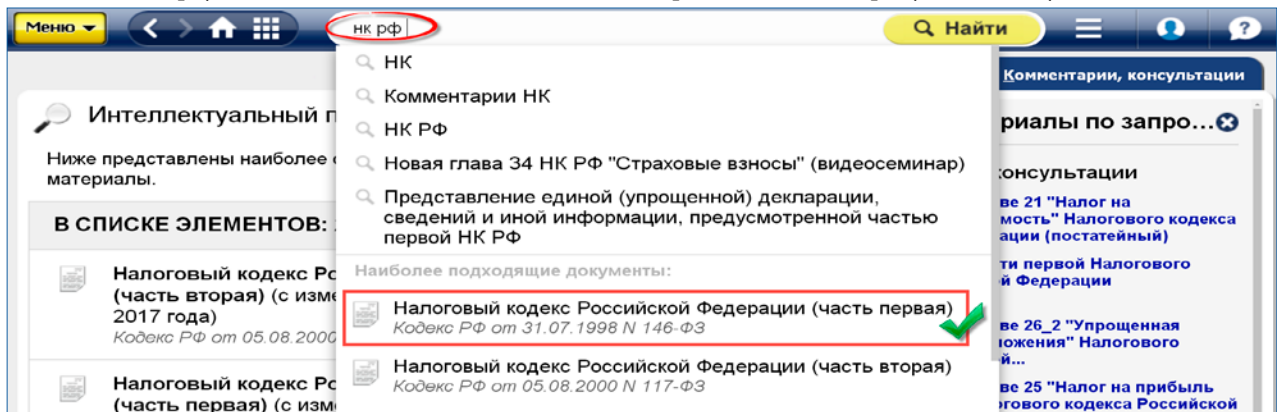 Меню
нк рф
Найти
НК
Комментарии НК
НК РФ
Новая глава 34 НК РФ "Страховые взносы" (видеосеминар)
Представление единой (упрощенной) декларации,
сведений и иной информации, предусмотренной частью
первой НК РФ
Наиболее подходящие документы:
Налоговый кодекс Российской Федерации (часть первая)
Кодекс РФ от 31.07.1998 N 146-ФЗ
Налоговый кодекс Российской Федерации (часть вторая)
Кодекс РФ от 05.08.2000 N 117-ФЗ
Интеллектуальный п
Ниже представлены наиболее
материалы.
В СПИСКЕ ЭЛЕМЕНТОВ:
Налоговый кодекс Рс
(часть вторая) (с изме
2017 года)
Кодекс РФ от 05.08.2000
Налоговый кодекс Рс
(часть первая) (с изм
Комментарии, консультации
риалы по запро...
консультации
ве 21 "Налог на
мость" Налогового кодекса
ации (постатейный)
ти первой Налогового
й Федерации
ве 26_2 "Упрощенная
ложения" Налогового
й...
ве 25 "Налог на прибыль
огового кодекса Российской